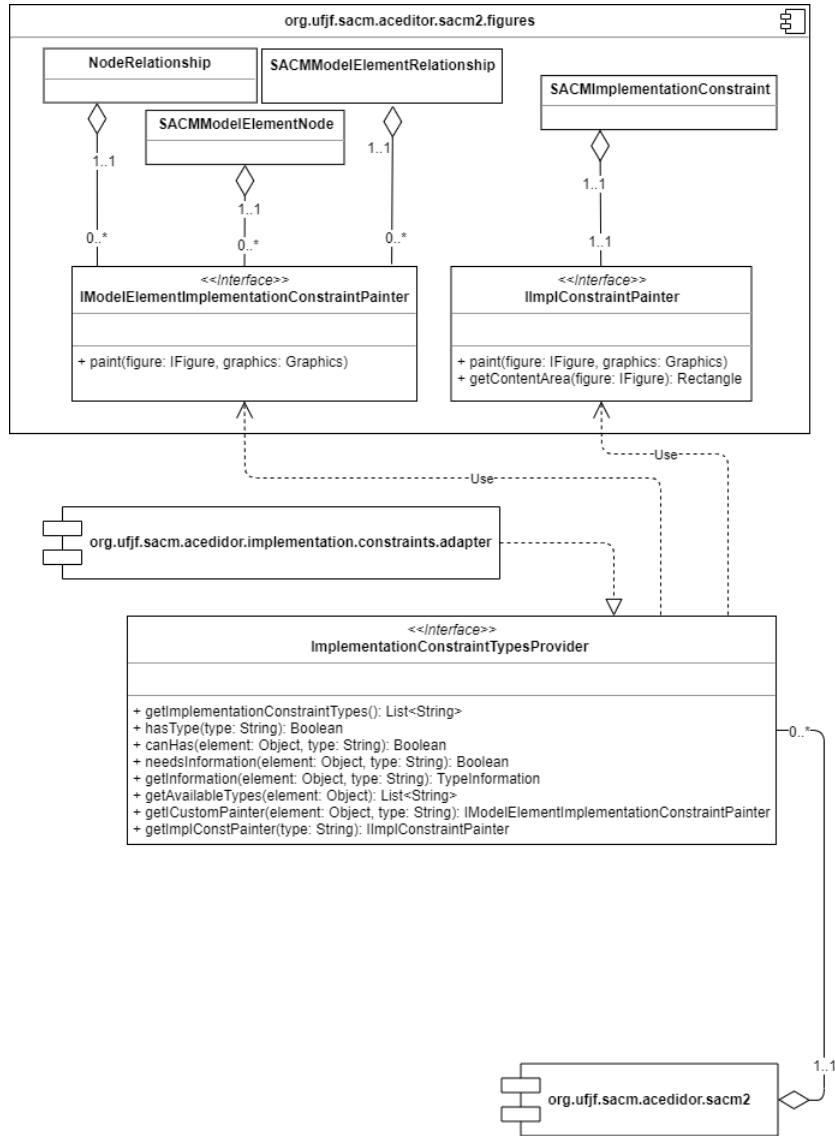 org.ufjf.sacm.aceditor.sacm2.figures
NodeRelationship
SACMModelElementRelationship
SACMImplementationConstraint
SACMModelElementNode
1..1
1..1
1..1
1..1
0..*
0..*
0..*
1..1
<<Interface>>
IModelElementImplementationConstraintPainter
+ paint(figure: IFigure, graphics: Graphics)
<<Interface>>
IImplConstraintPainter
+ paint(figure: IFigure, graphics: Graphics)
+ getContentArea(figure: IFigure): Rectangle
Use
Use
org.ufjf.sacm.acedidor.implementation.constraints.adapter
<<Interface>>
ImplementationConstraintTypesProvider
+ getImplementationConstraintTypes(): List<String>
+ hasType(type: String): Boolean
+ canHas(element: Object, type: String): Boolean
+ needsInformation(element: Object, type: String): Boolean
+ getInformation(element: Object, type: String): TypeInformation
+ getAvailableTypes(element: Object): List<String>
+ getICustomPainter(element: Object, type: String): IModelElementImplementationConstraintPainter
+ getImplConstPainter(type: String): IImplConstraintPainter
0..*
1..1
org.ufjf.sacm.acedidor.sacm2